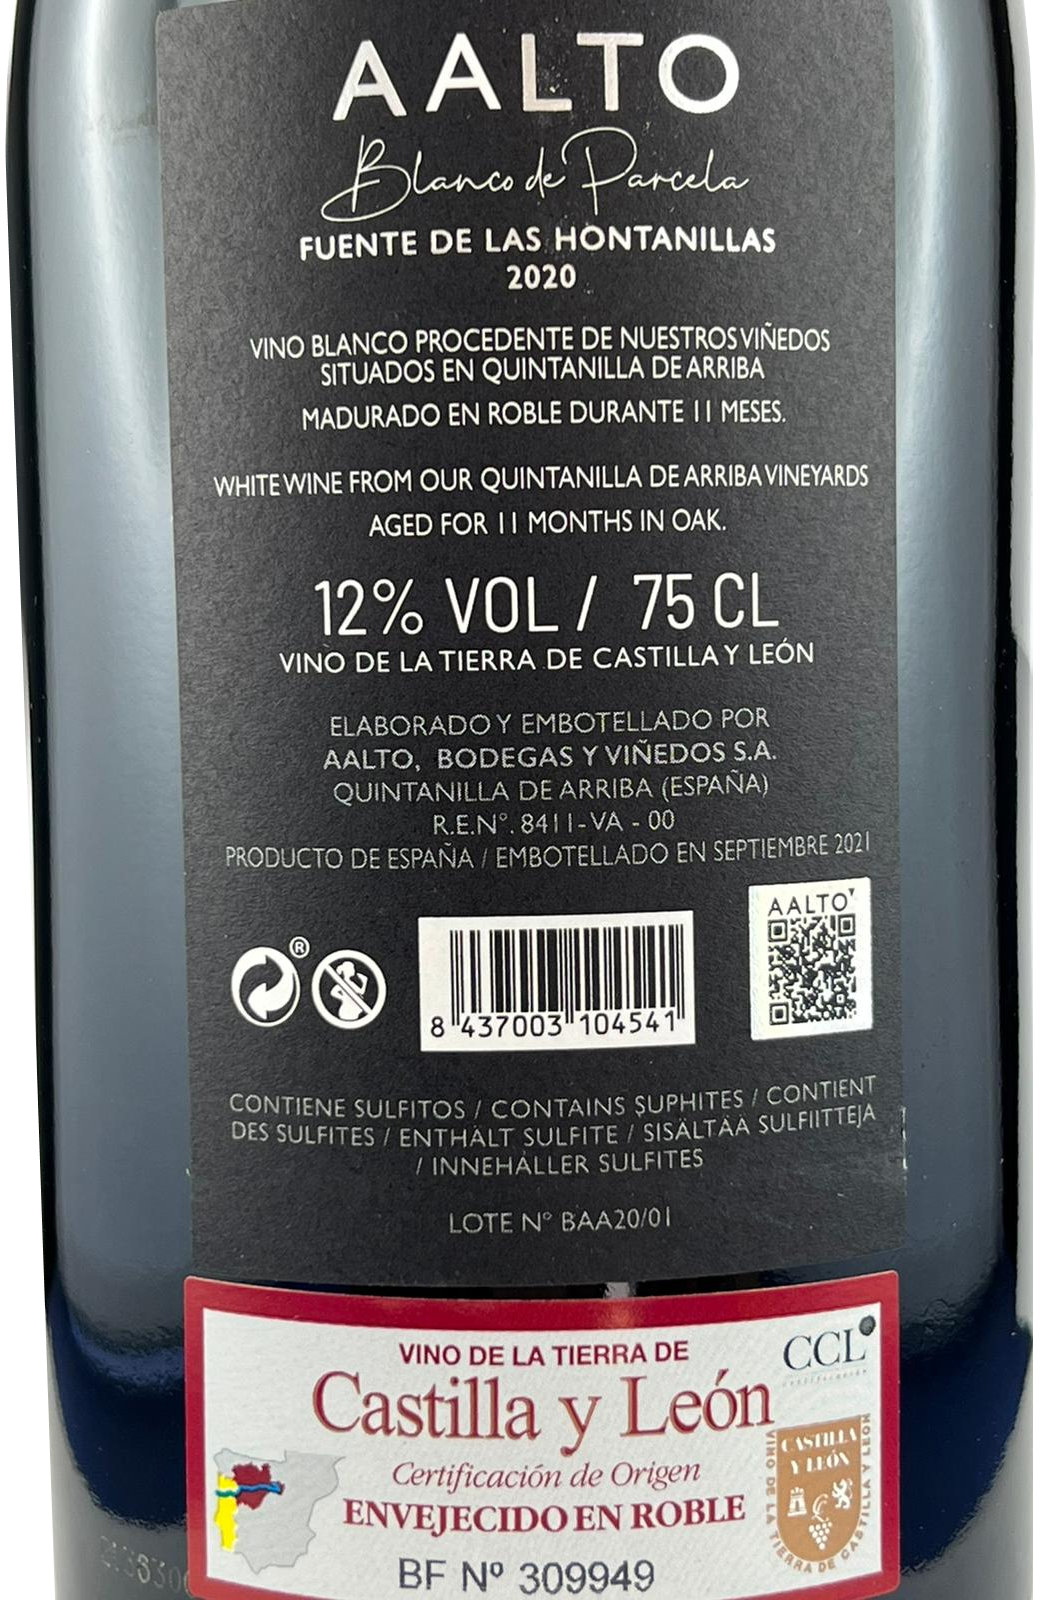 AALTO
Blanco de Parcela
FUENTE DE LAS HONTANILLAS
2020
VINO BLANCO PROCEDENTE DE NUESTROS VIÑEDOS
SITUADOS EN QUINTANILLA DE ARRIBA
MADURADO EN ROBLE DURANTE 11 MESES.
WHITE WINE FROM OUR QUINTANILLA DE ARRIBA VINEYARDS
AGED FOR 11 MONTHS IN OAK.
12% VOL / 75 CL
VINO DE LA TIERRA DE CASTILLA Y LEÓN
ELABORADO Y EMBOTELLADO POR
AALTO, BODEGAS Y VIÑEDOS S.A.
QUINTANILLA DE ARRIBA (ESPAÑA)
R.E.Nº. 8411-VA - 00
PRODUCTO DE ESPAÑA / EMBOTELLADO EN SEPTIEMBRE 2021
AALTO
®
8 437003 104541
CONTIENE SULFITOS / CONTAINS SUPHITES / CONTIENT
DES SULFITES / ENTHÄLT SULFITE / SISÄLTÄÄ SULFIITTEJA
/ INNEHÅLLER SULFITES
LOTE Nº BAA20/01
VINO DE LA TIERRA DE
CCL
Castilla y León
CASTILLA
Y LEÓN
VINO DE LA TIERRA DE CASTILLA Y LEÓN
Certificación de Origen
ENVEJECIDO EN ROBLE
BF Nº 309949